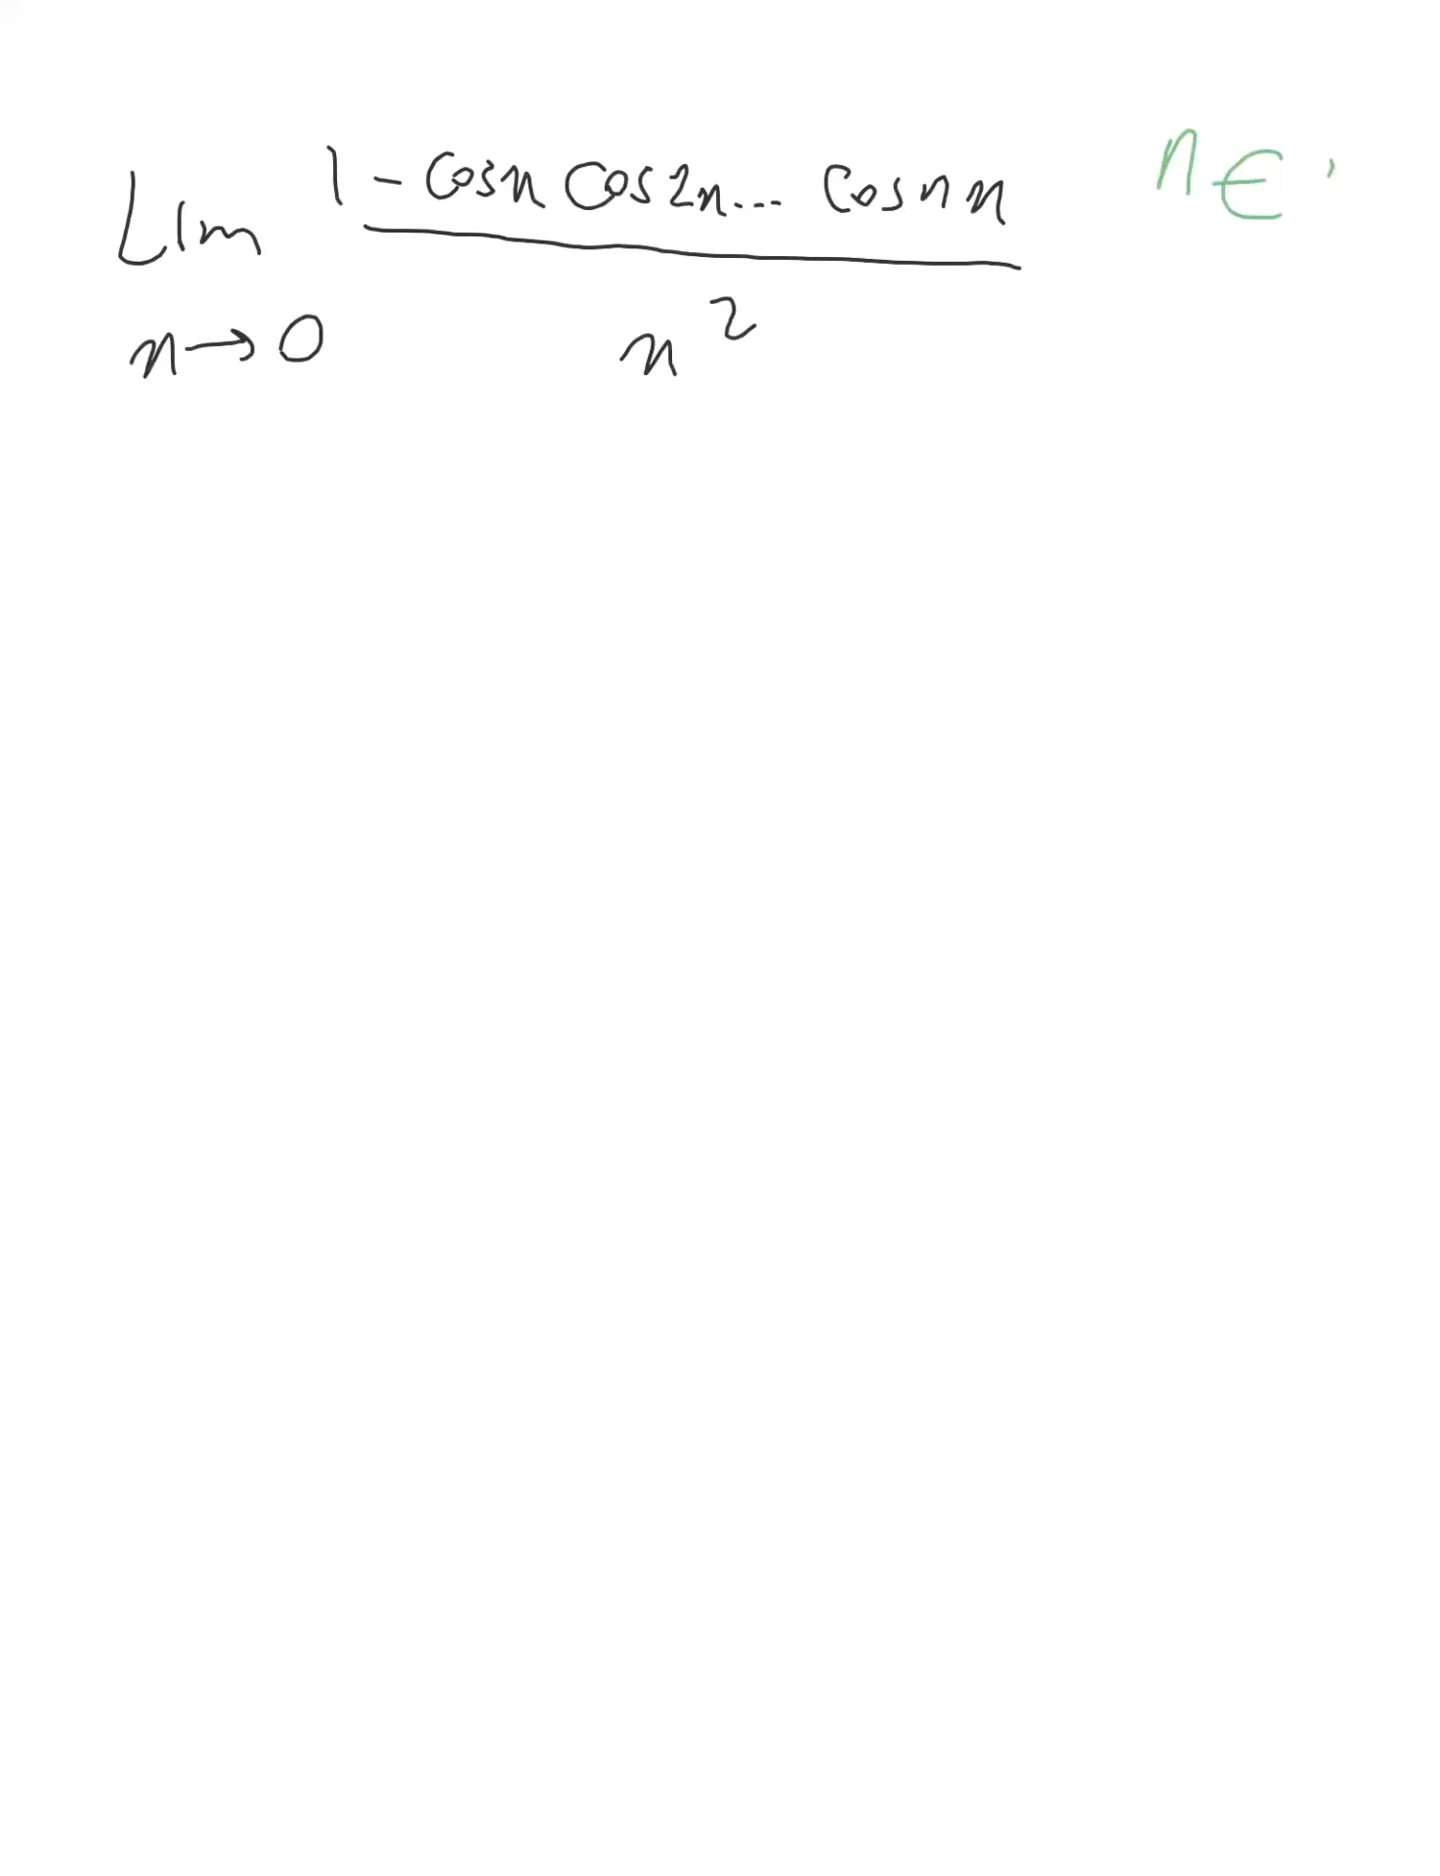 Lim 1 - cosx cos2x... cosnx n∈
x→0 x²